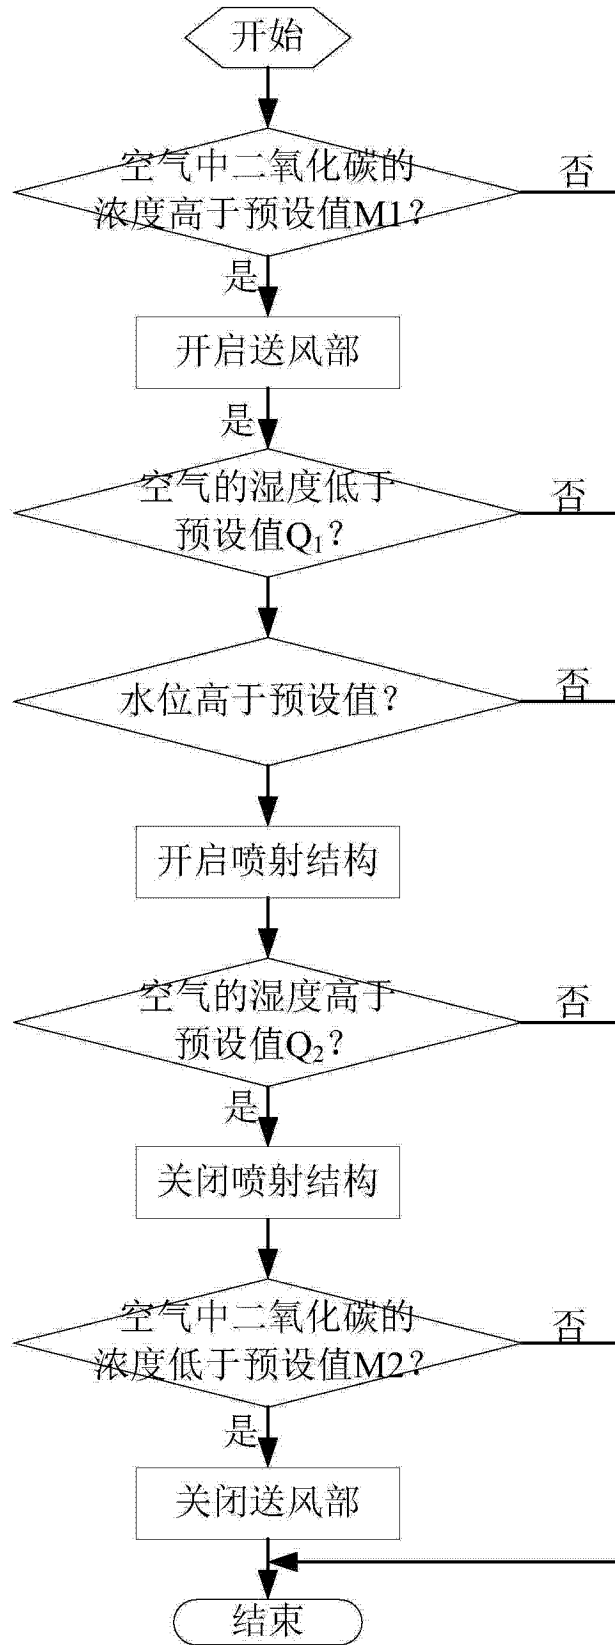 开始
空气中二氧化碳的
浓度高于预设值M1？
否
是
开启送风部
是
空气的湿度低于
预设值Q₁？
否
水位高于预设值？
否
开启喷射结构
空气的湿度高于
预设值Q₂？
否
是
关闭喷射结构
空气中二氧化碳的
浓度低于预设值M2？
否
是
关闭送风部
结束